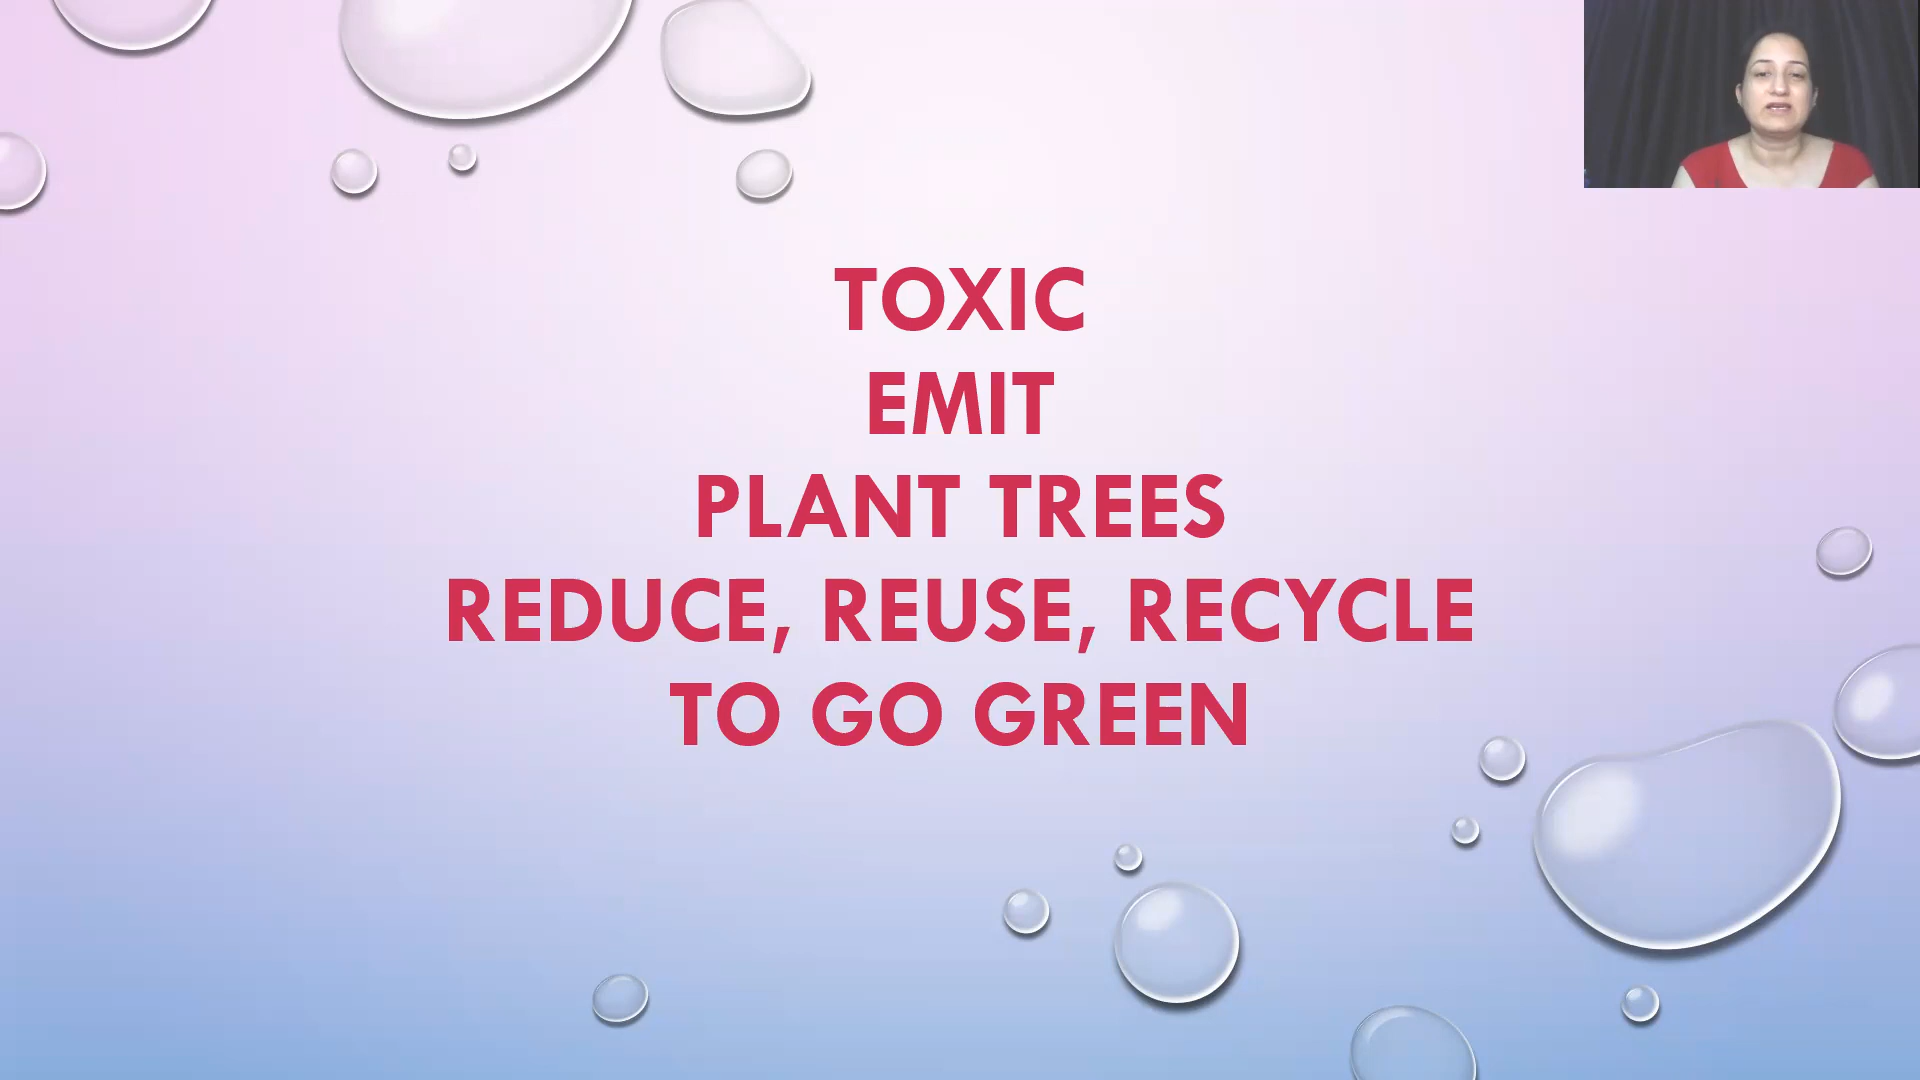 TOXIC
EMIT
PLANT TREES
REDUCE, REUSE, RECYCLE
TO GO GREEN